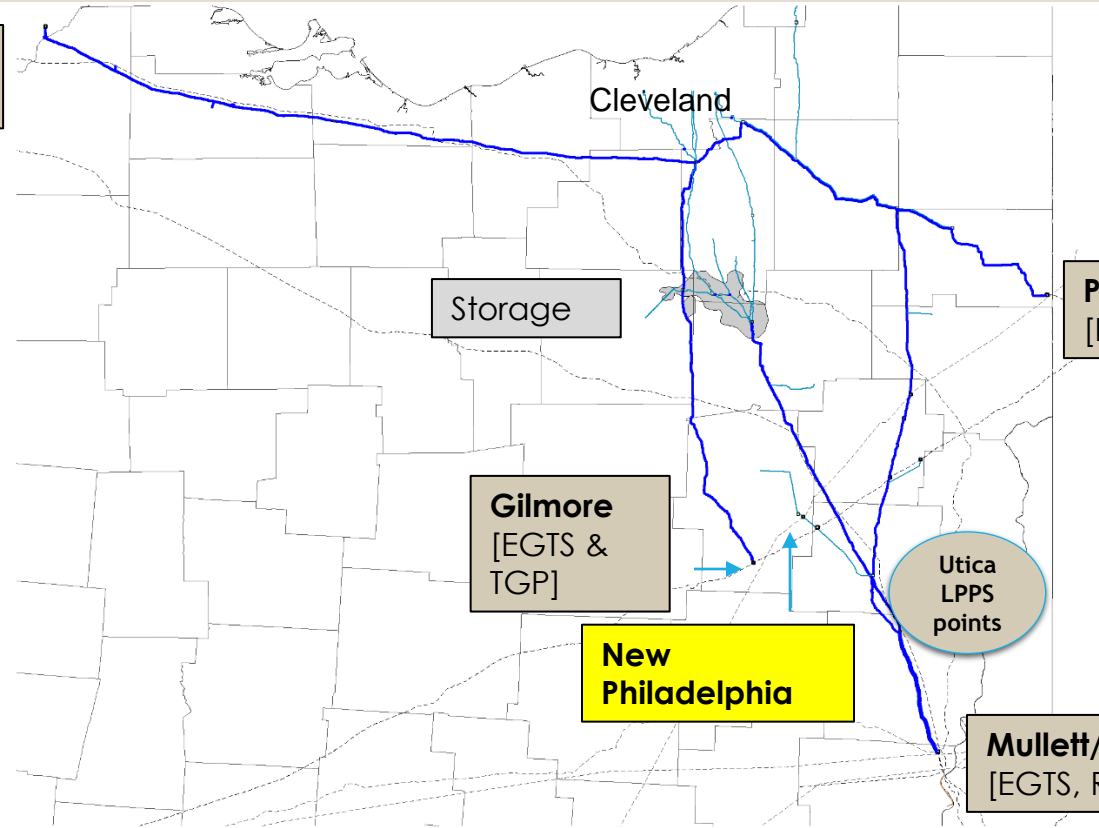 Cleveland
Storage
P
[
Gilmore
[EGTS &
TGP]
Utica
LPPS
points
New
Philadelphia
Mullett/
[EGTS, R